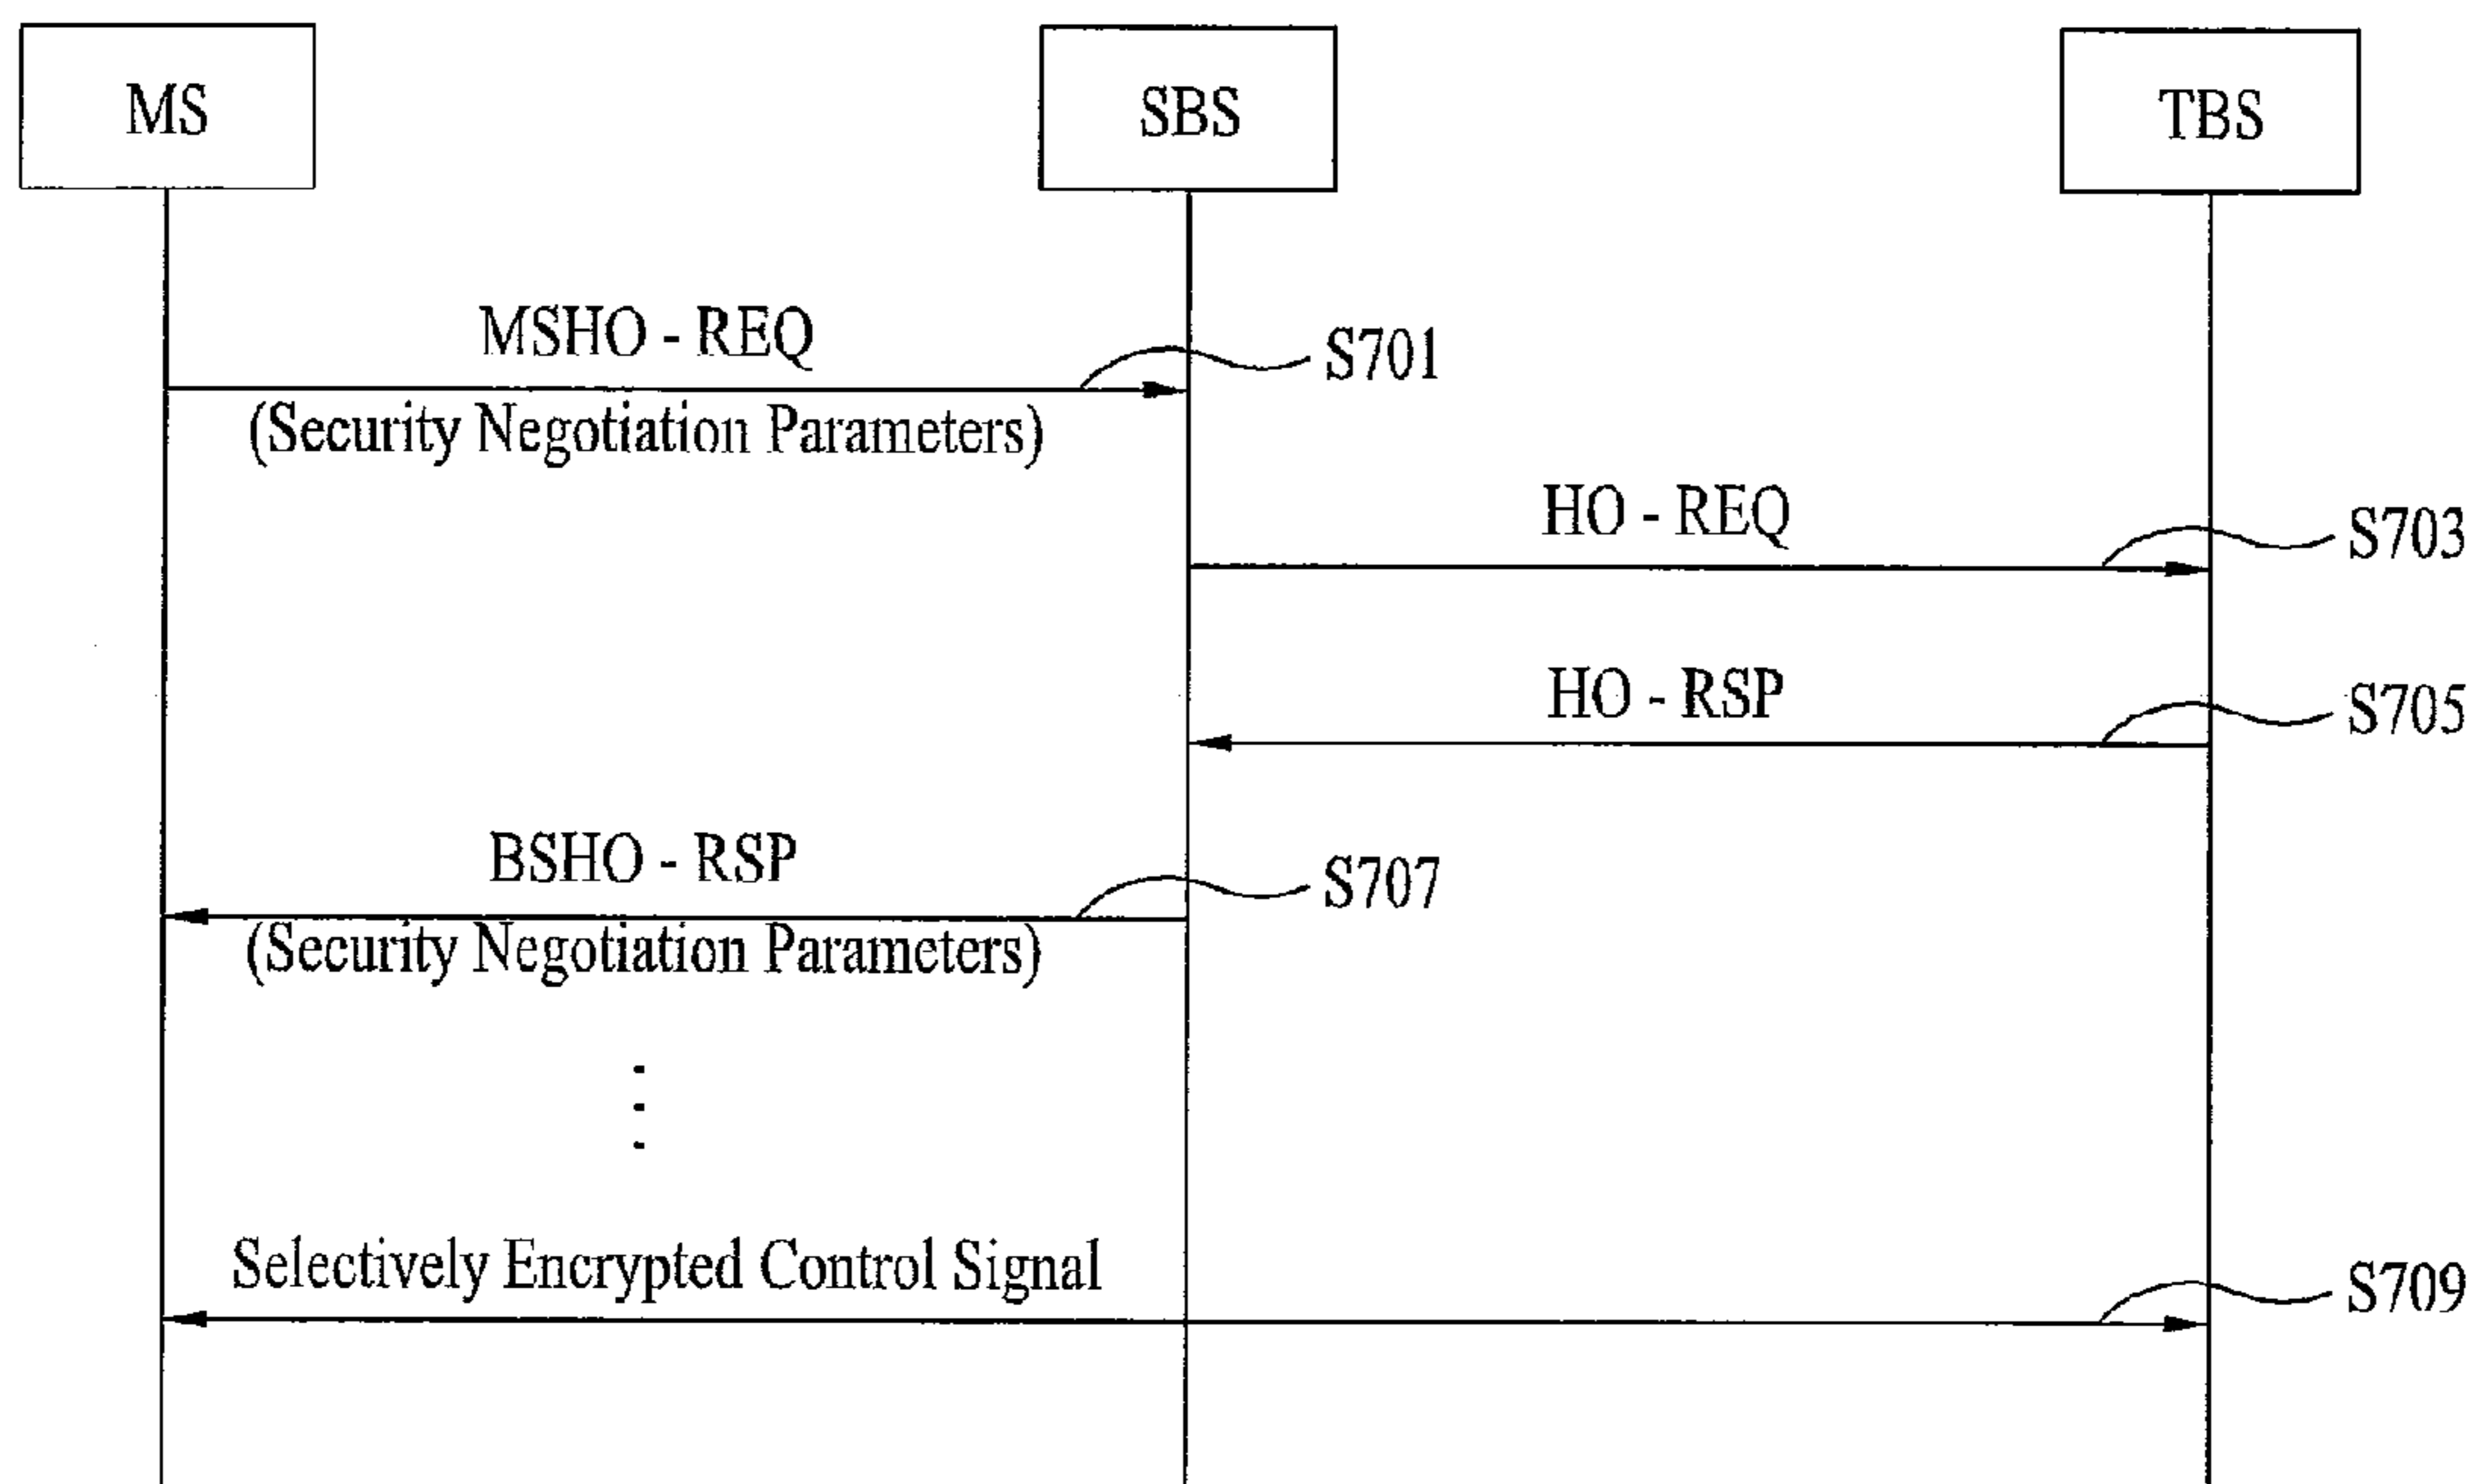 MS
SBS
TBS
MSHO - REQ
S701
(Security Negotiation Parameters)
HO - REQ
S703
HO - RSP
S705
BSHO - RSP
S707
(Security Negotiation Parameters)
Selectively Encrypted Control Signal
S709